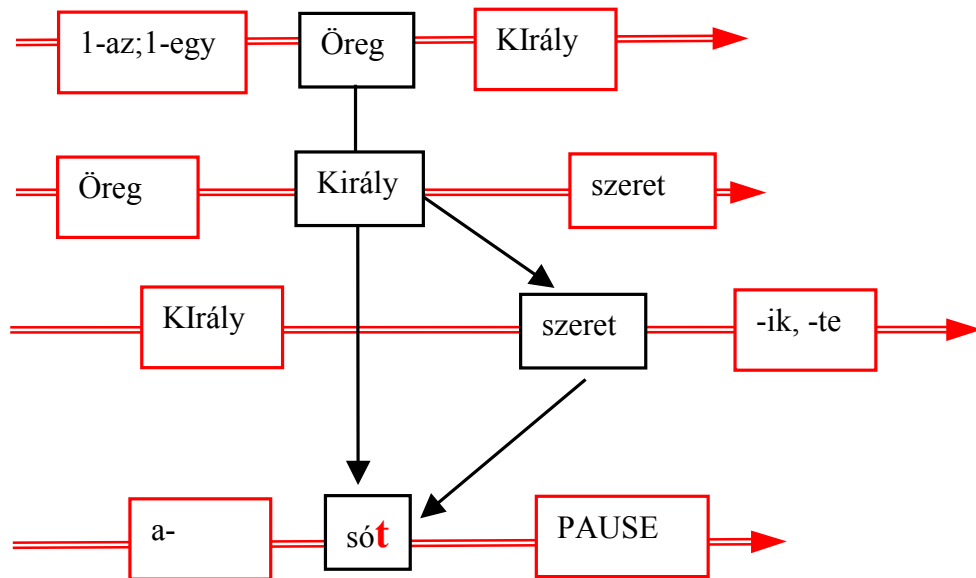 1-az;1-egy Öreg KIrály
Öreg Király szeret
KIrály szeret -ik, -te
a- sót PAUSE